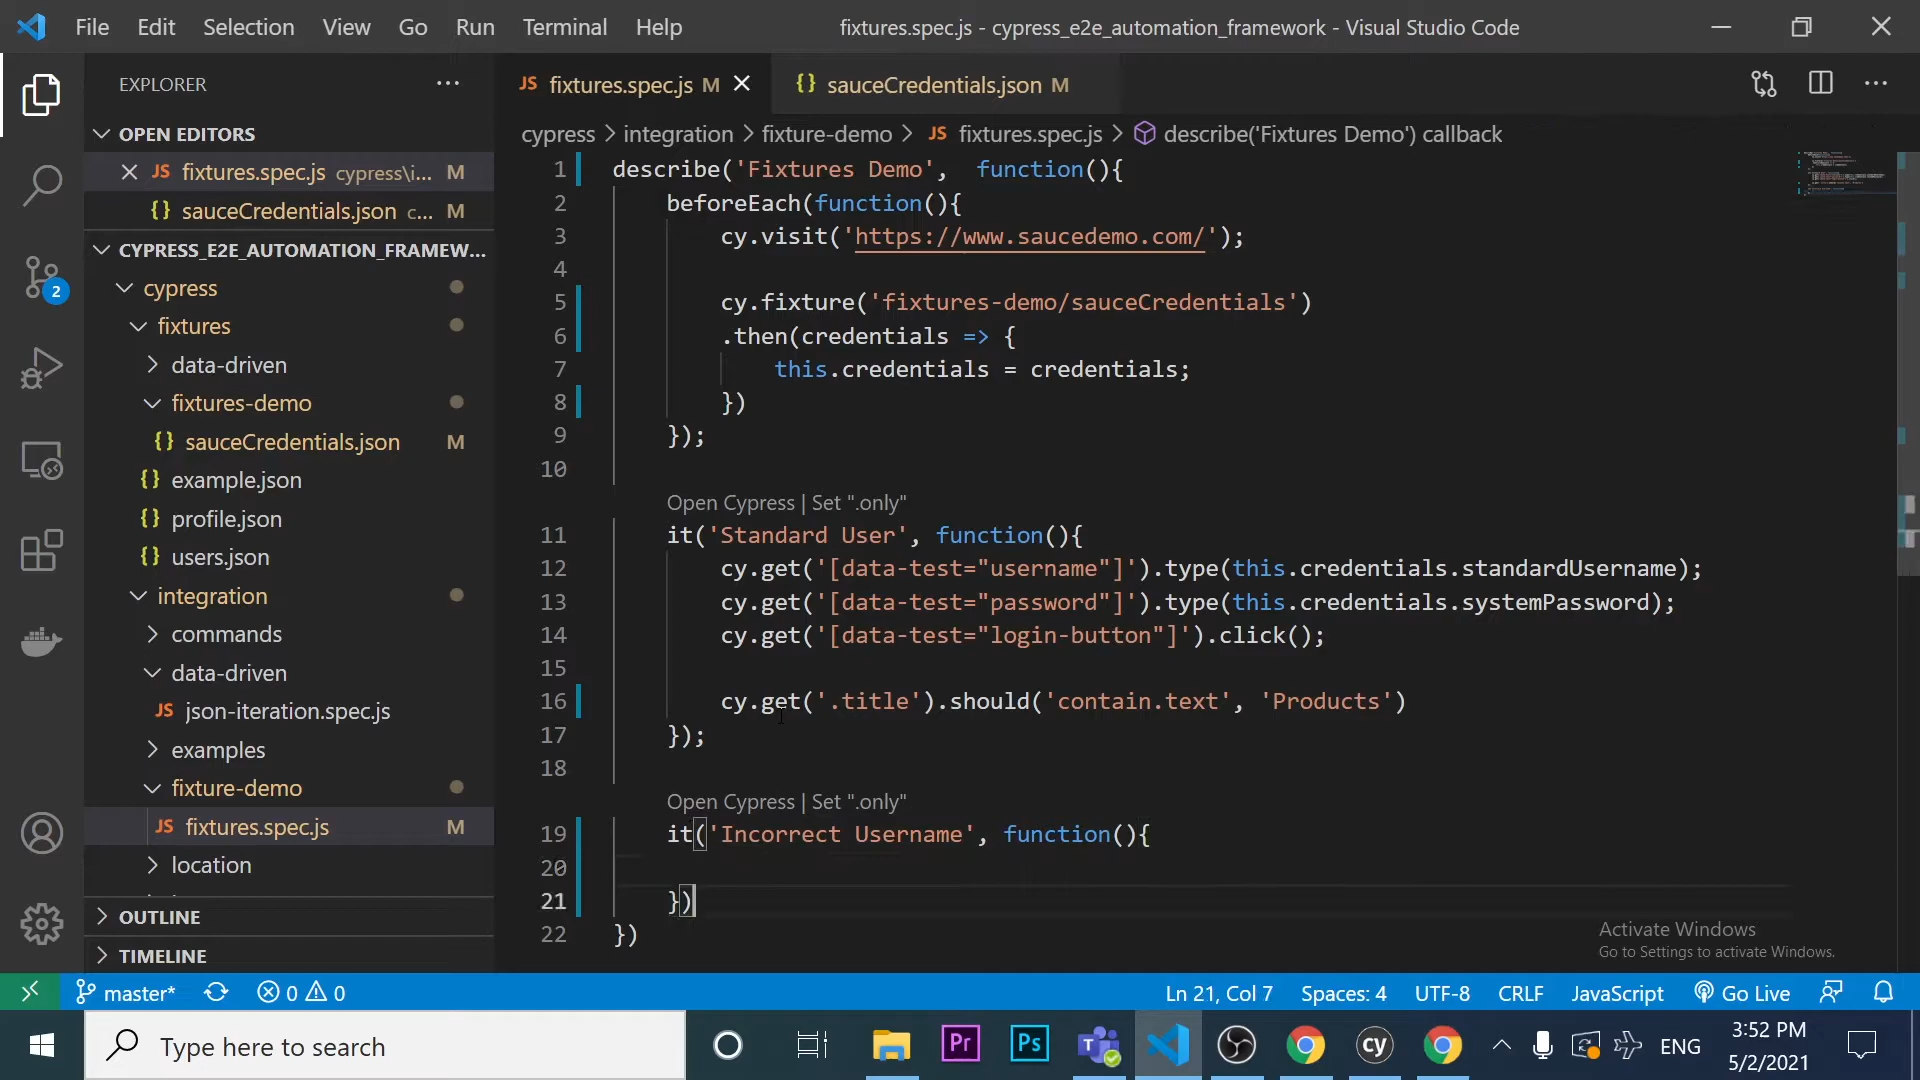 File Edit Selection View Go Run Terminal Help
fixtures.spec.js - cypress_e2e_automation_framework - Visual Studio Code
EXPLORER
OPEN EDITORS
JS fixtures.spec.js cypress\i... M
{} sauceCredentials.json c... M
CYPRESS_E2E_AUTOMATION_FRAMEW...
cypress
fixtures
data-driven
fixtures-demo
{} sauceCredentials.json M
{} example.json
{} profile.json
{} users.json
integration
commands
data-driven
JS json-iteration.spec.js
examples
fixture-demo
JS fixtures.spec.js M
location
OUTLINE
TIMELINE
2
JS fixtures.spec.js M
{} sauceCredentials.json M
cypress > integration > fixture-demo > JS fixtures.spec.js > describe('Fixtures Demo') callback
1 describe('Fixtures Demo',  function(){
2 beforeEach(function(){
3 cy.visit('https://www.saucedemo.com/');
4
5 cy.fixture('fixtures-demo/sauceCredentials')
6 .then(credentials => {
7 this.credentials = credentials;
8 })
9 });
10
Open Cypress | Set ".only"
11 it('Standard User', function(){
12 cy.get('[data-test="username"]').type(this.credentials.standardUsername);
13 cy.get('[data-test="password"]').type(this.credentials.systemPassword);
14 cy.get('[data-test="login-button"]').click();
15
16 cy.get('.title').should('contain.text', 'Products')
17 });
18
Open Cypress | Set ".only"
19 it('Incorrect Username', function(){
20
21 })
22 })
Activate Windows
Go to Settings to activate Windows.
master* 0 0 Ln 21, Col 7 Spaces: 4 UTF-8 CRLF JavaScript Go Live
Type here to search
Pr Ps T cy
ENG
3:52 PM
5/2/2021